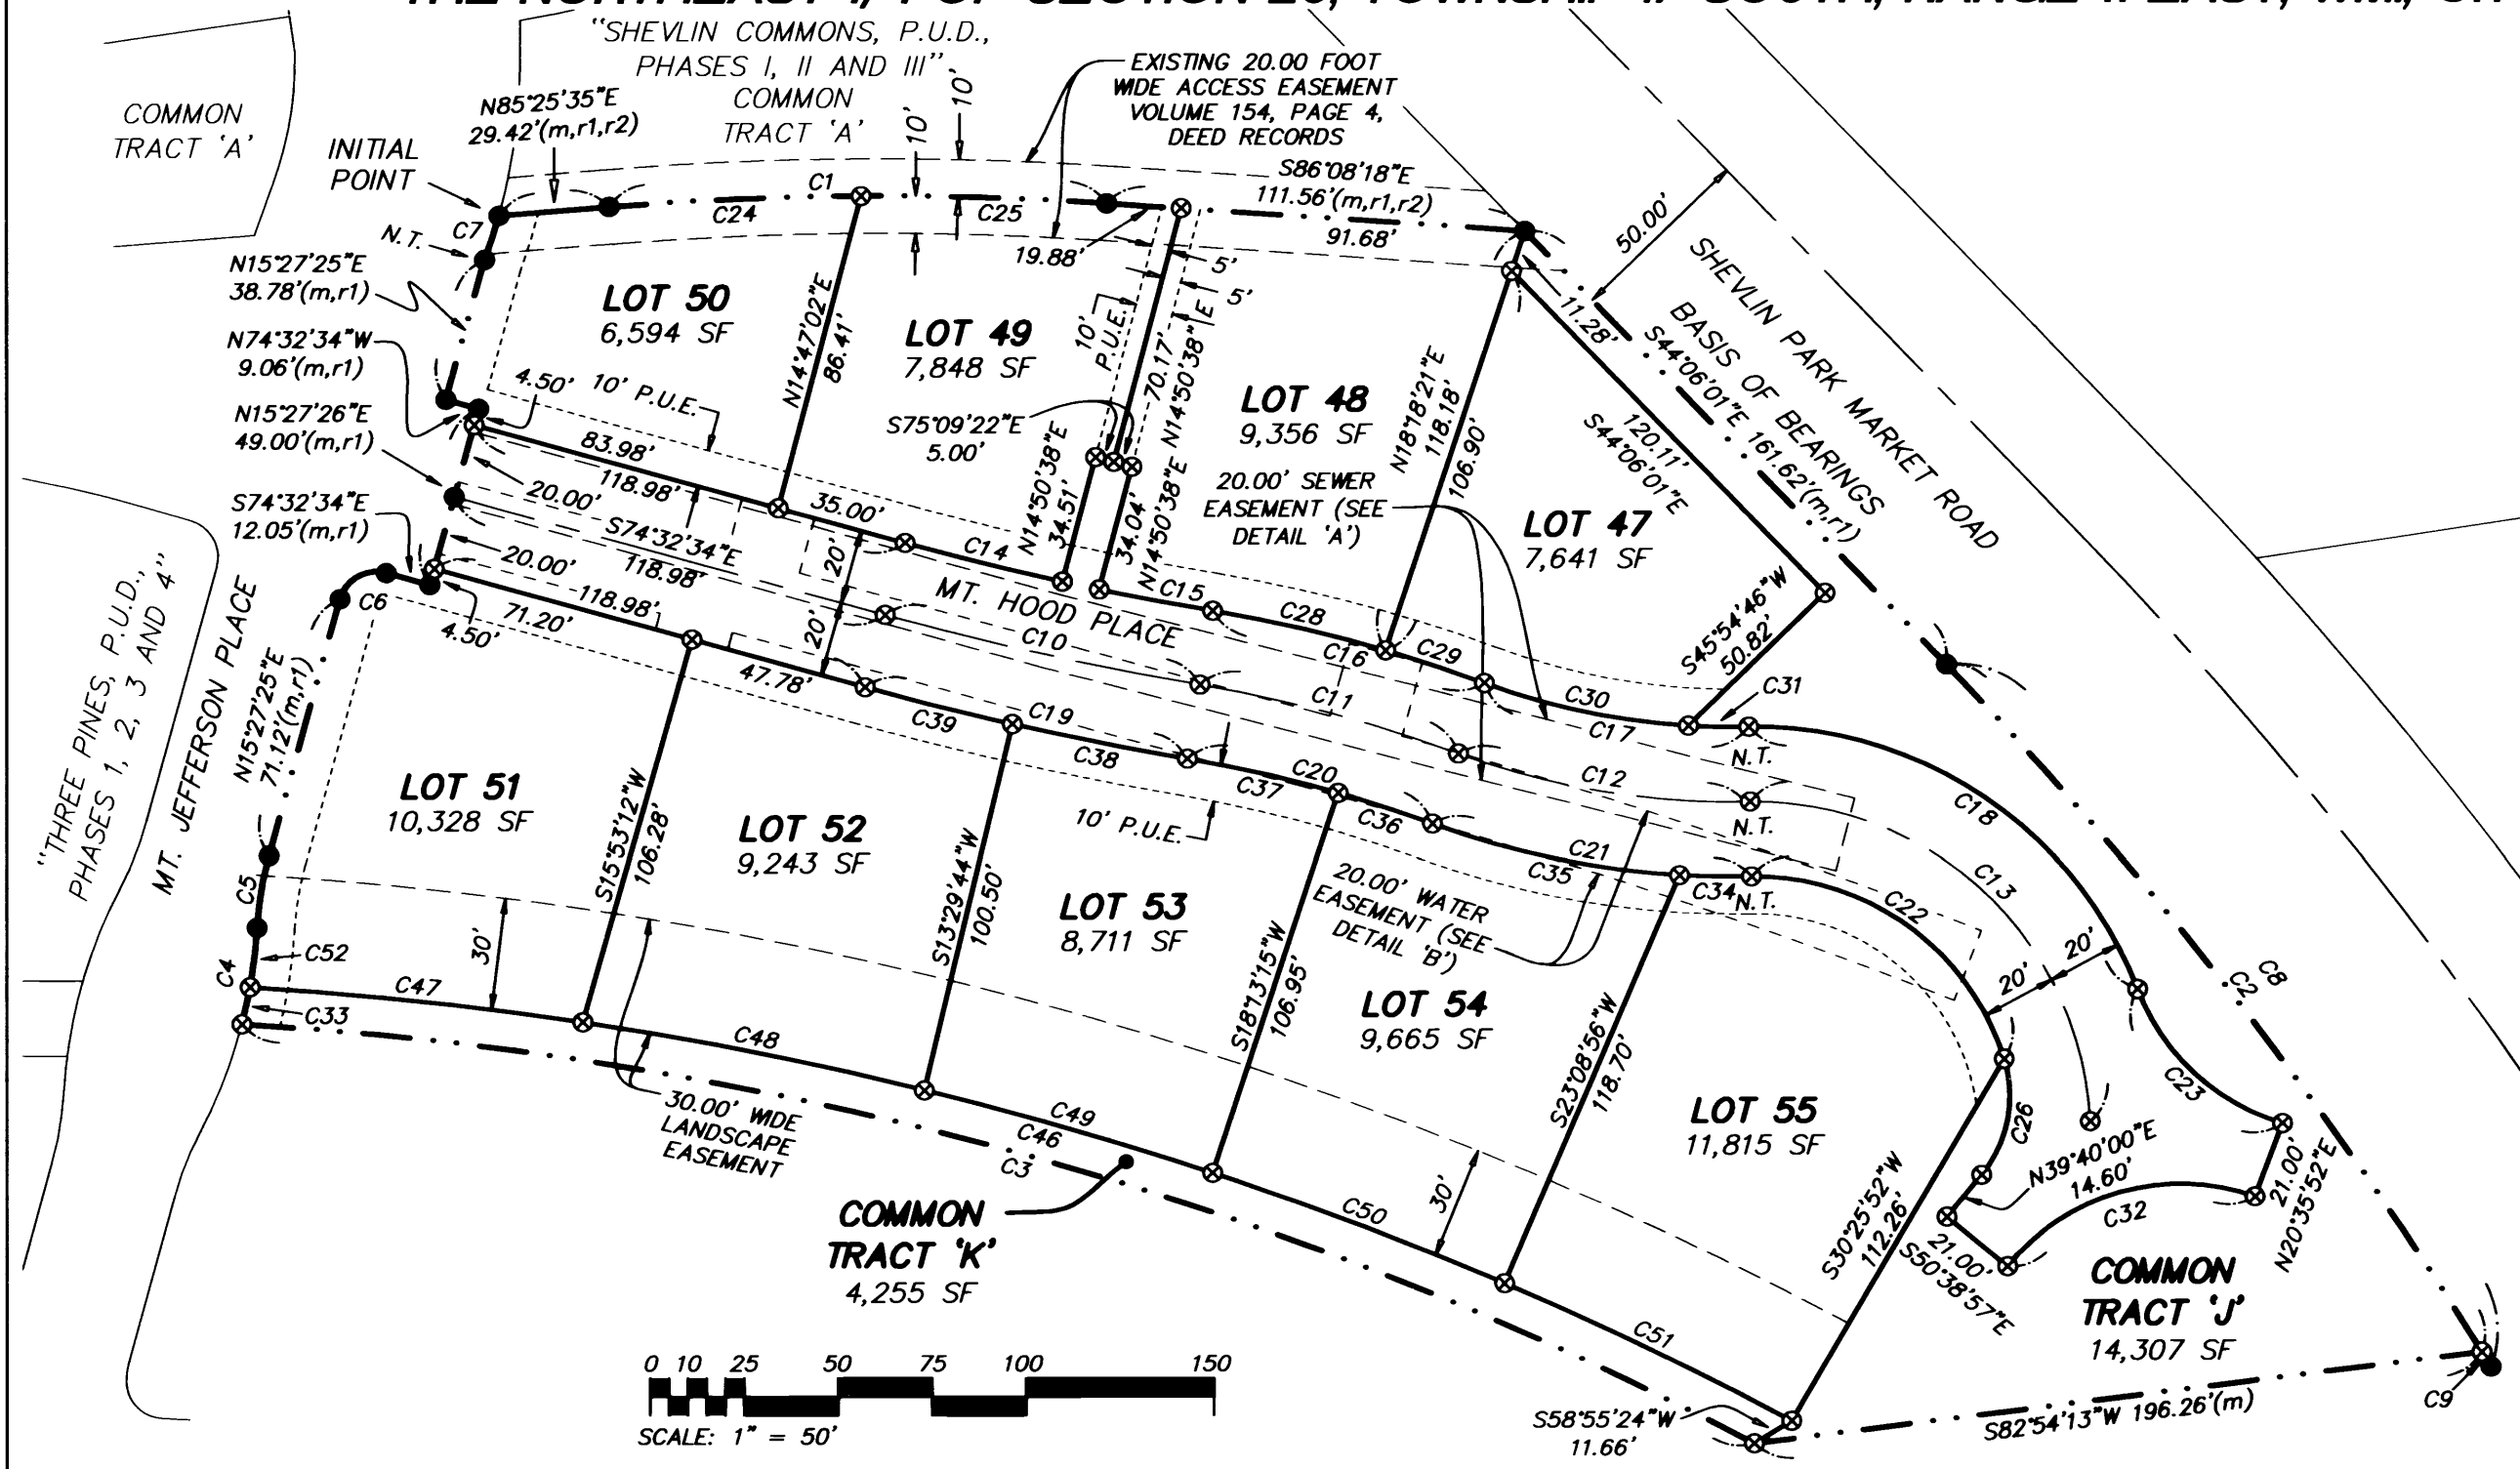 "SHEVLIN COMMONS, P.U.D.,
PHASES I, II AND III"
COMMON
TRACT 'A'
COMMON
TRACT 'A'
INITIAL
POINT
N85°25'35"E
29.42'(m,r1,r2)
10'
10'
EXISTING 20.00 FOOT
WIDE ACCESS EASEMENT
VOLUME 154, PAGE 4,
DEED RECORDS
S86°08'18"E
111.56'(m,r1,r2)
91.68'
C1
C24
C25
C7
N.T.
19.88'
5'
5'
50.00'
SHEVLIN PARK MARKET ROAD
BASIS OF BEARINGS
S44°06'01"E 161.62'(m,r1)
11.28'
N15°27'25"E
38.78'(m,r1)
N74°32'34"W
9.06'(m,r1)
N15°27'26"E
49.00'(m,r1)
S74°32'34"E
12.05'(m,r1)
LOT 50
6,594 SF
N14°47'02"E
86.41'
LOT 49
7,848 SF
10'
P.U.E.
70.17'
N14°50'38"E
LOT 48
9,356 SF
N18°18'21"E
118.18'
106.90'
120.11'
S44°06'01"E
LOT 47
7,641 SF
S45°54'46"W
50.82'
4.50'
10' P.U.E.
83.98'
118.98'
20.00'
35.00'
S75°09'22"E
5.00'
N14°50'38"E
34.51'
34.04'
N14°50'38"E
20.00' SEWER
EASEMENT (SEE
DETAIL 'A')
S74°32'34"E
118.98'
20'
20'
C14
C15
C28
C16
C29
C30
C31
C17
N.T.
MT. HOOD PLACE
C10
C11
C12
N.T.
C13
C18
20.00'
118.98'
71.20'
4.50'
47.78'
C6
C39
C19
C38
C37
C20
C36
C21
C35
C34
N.T.
C22
10' P.U.E.
"THREE PINES, P.U.D.,
PHASES 1, 2, 3 AND 4"
MT. JEFFERSON PLACE
N15°27'25"E
71.12'(m,r1)
C5
C52
C4
C33
C47
30'
LOT 51
10,328 SF
S15°53'12"W
106.28'
LOT 52
9,243 SF
S13°29'44"W
100.50'
LOT 53
8,711 SF
S18°13'15"W
106.95'
20.00' WATER
EASEMENT (SEE
DETAIL 'B')
LOT 54
9,665 SF
S23°08'56"W
118.70'
LOT 55
11,815 SF
S30°25'52"W
112.26'
20'
20'
C8
C2
C23
C26
N39°40'00"E
14.60'
21.00'
N20°35'52"E
C32
21.00'
S50°38'57"E
C48
30.00' WIDE
LANDSCAPE
EASEMENT
C49
C46
C3
C50
30'
C51
COMMON
TRACT 'K'
4,255 SF
COMMON
TRACT 'J'
14,307 SF
C9
S58°55'24"W
11.66'
S82°54'13"W 196.26'(m)
0 10 25 50 75 100 150
SCALE: 1" = 50'